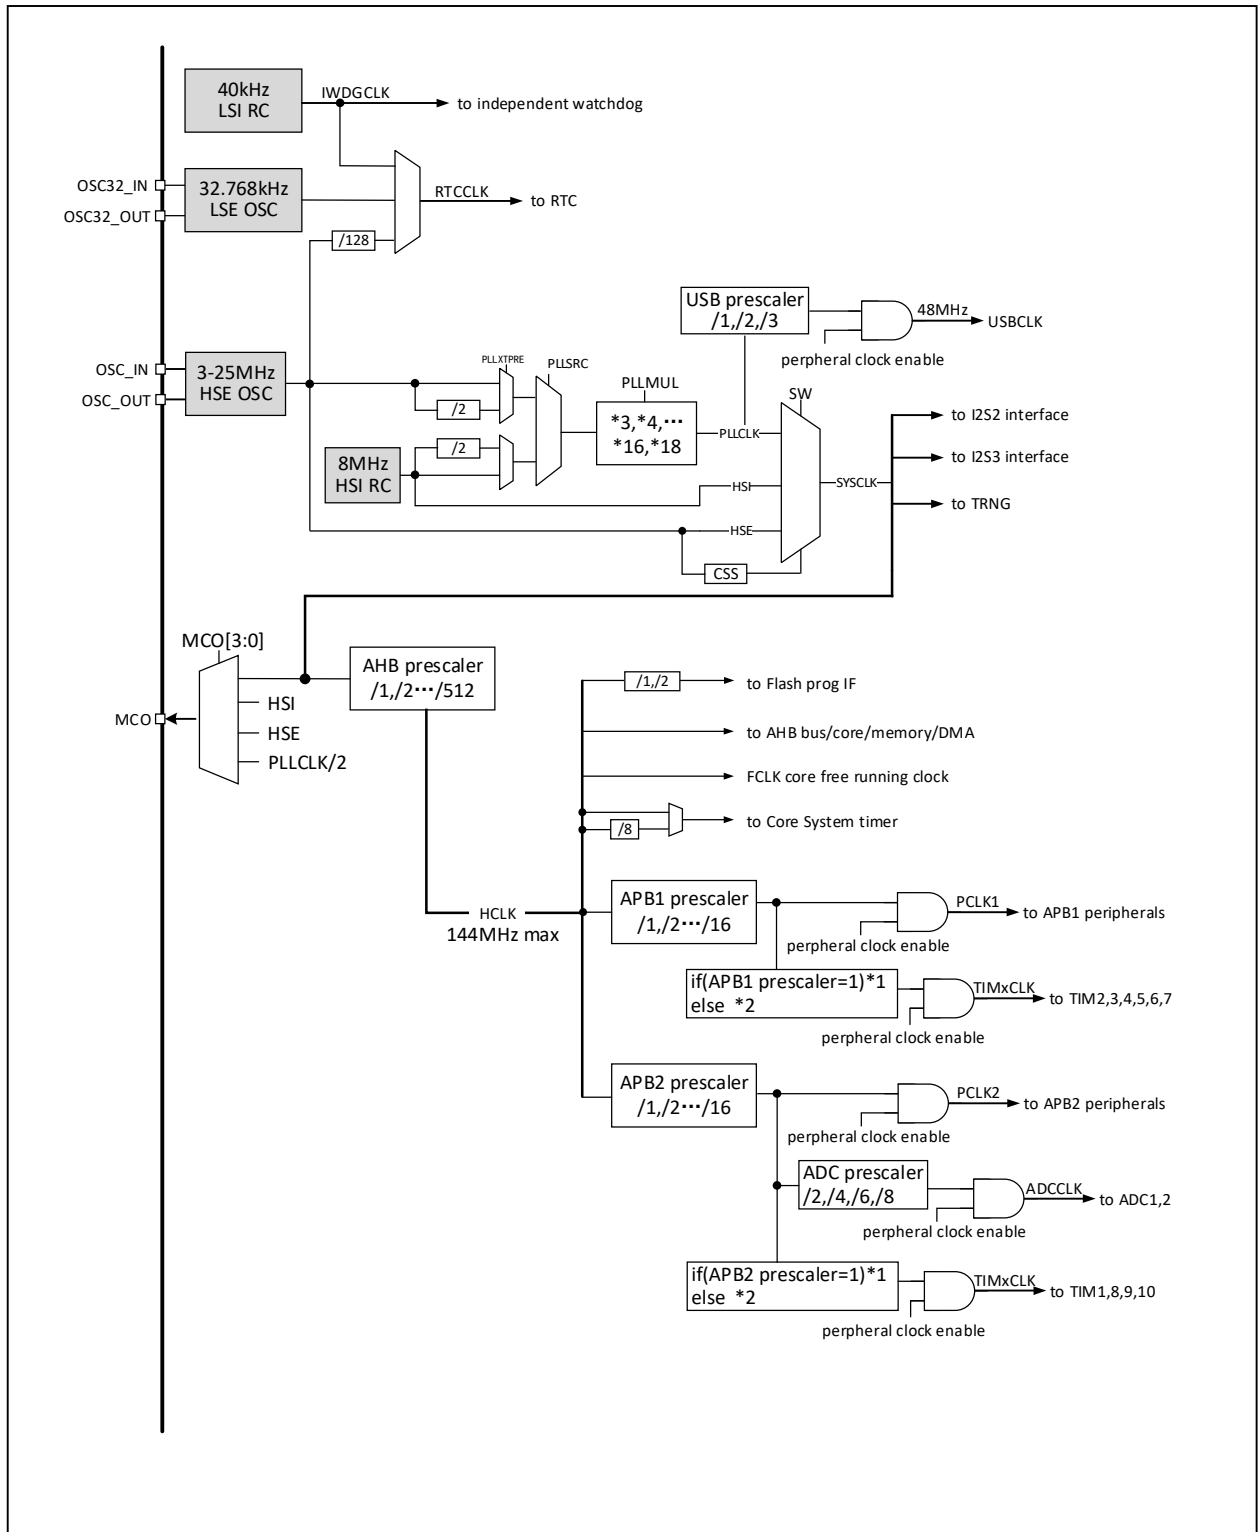 40kHz
LSI RC
IWDGCLK
to independent watchdog
OSC32_IN
OSC32_OUT
32.768kHz
LSE OSC
RTCCLK
to RTC
/128
USB prescaler
/1,/2,/3
48MHz
USBCLK
perpheral clock enable
OSC_IN
OSC_OUT
3-25MHz
HSE OSC
PLLXTPRE
PLLSRC
/2
PLLMUL
*3,*4,···
*16,*18
PLLCLK
SW
/2
8MHz
HSI RC
HSI
HSE
CSS
SYSCLK
to I2S2 interface
to I2S3 interface
to TRNG
MCO[3:0]
MCO
HSI
HSE
PLLCLK/2
AHB prescaler
/1,/2···/512
/1,/2
to Flash prog IF
to AHB bus/core/memory/DMA
FCLK core free running clock
/8
to Core System timer
HCLK
144MHz max
APB1 prescaler
/1,/2···/16
PCLK1
to APB1 peripherals
perpheral clock enable
if(APB1 prescaler=1)*1
else *2
TIMxCLK
to TIM2,3,4,5,6,7
perpheral clock enable
APB2 prescaler
/1,/2···/16
PCLK2
to APB2 peripherals
perpheral clock enable
ADC prescaler
/2,/4,/6,/8
ADCCLK
to ADC1,2
perpheral clock enable
if(APB2 prescaler=1)*1
else *2
TIMxCLK
to TIM1,8,9,10
perpheral clock enable